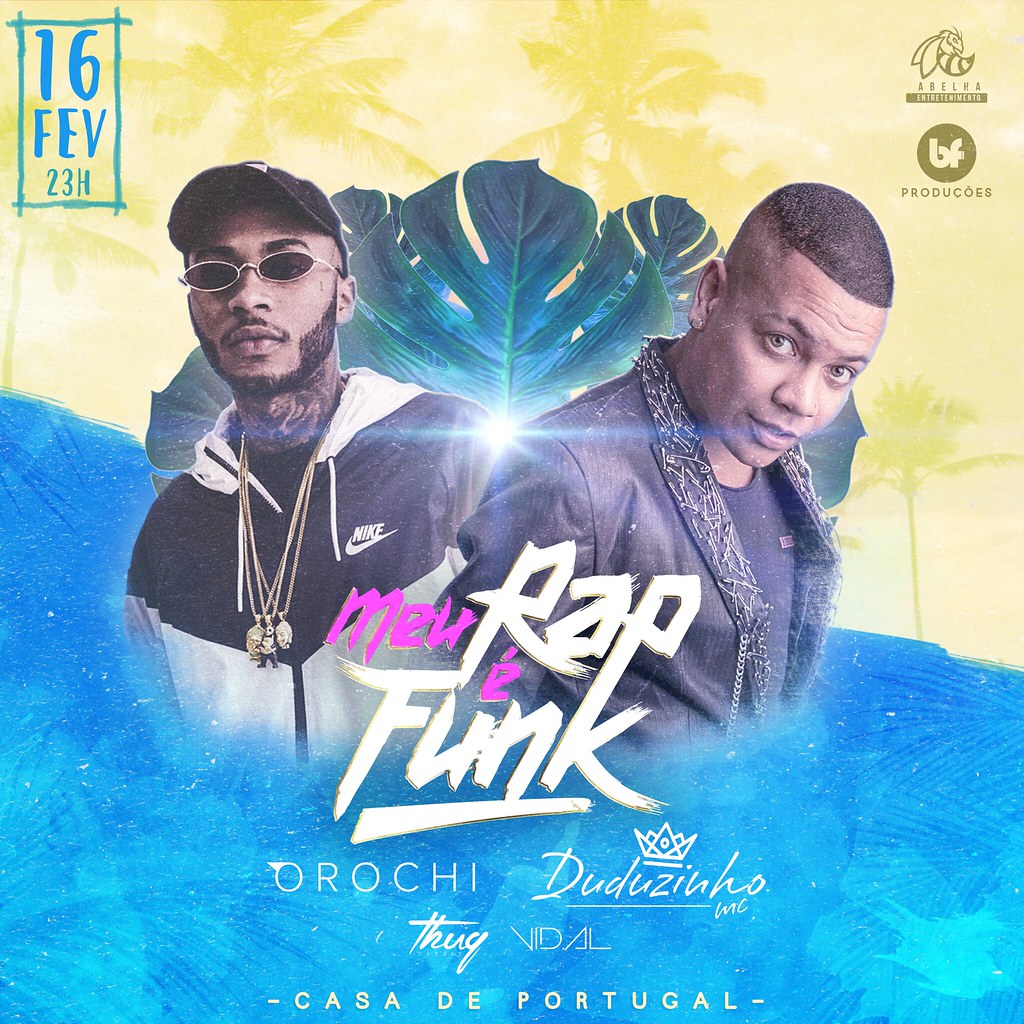 16
FEV
23H
ABELHA
ENTRETENIMENTO
bf
PRODUÇÕES
NIKE
meu Rap
é
Funk
OROCHI
Duduzinho
MC
Thug VIDAL
-CASA DE PORTUGAL-